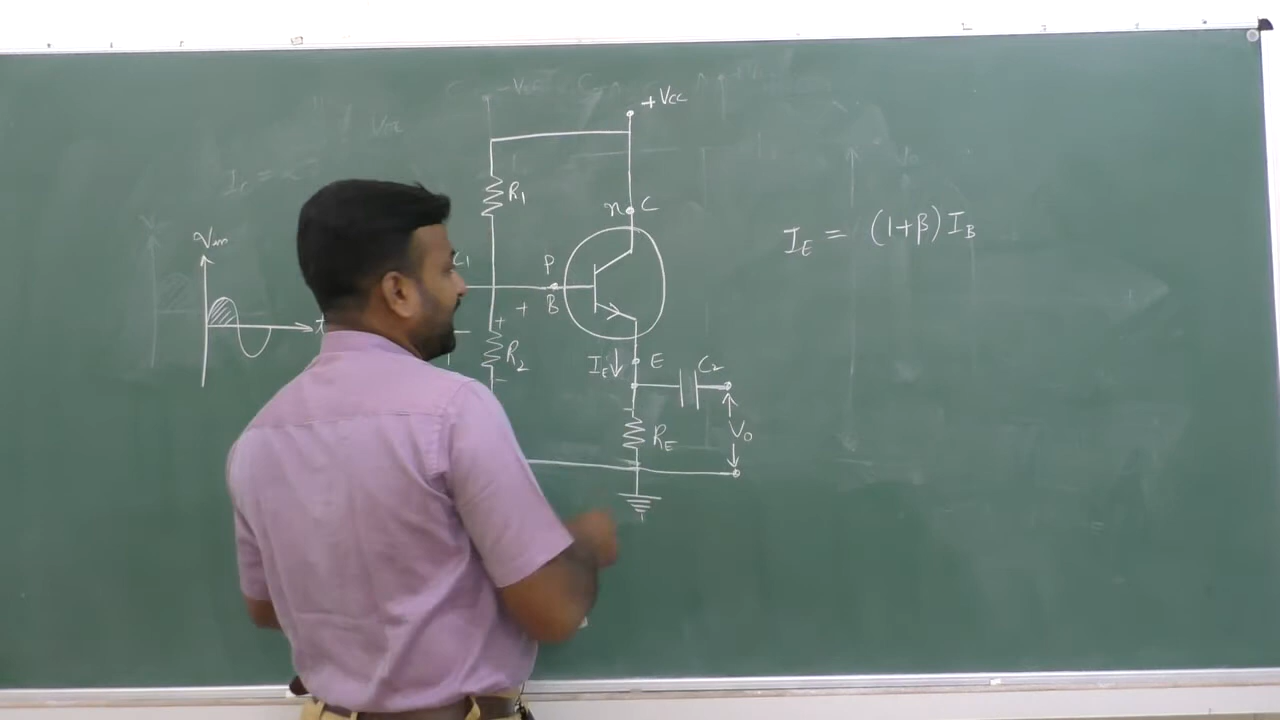 +Vcc
R1
n C
IE = (1+β) IB
Vin
C1
P
B
+
+
t
R2
-
IE
E
C2
RE
Vo